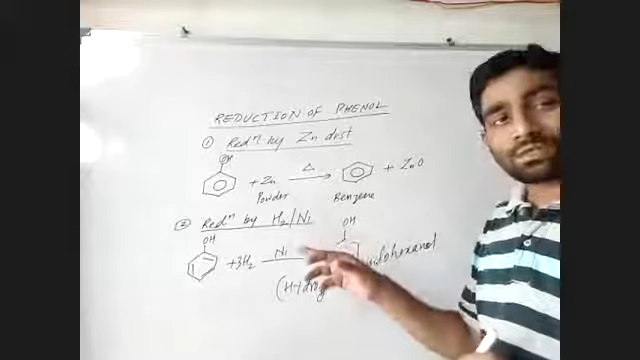 REDUCTION OF PHENOL
① Redⁿ by Zn dust
OH
+ Zn Δ + ZnO
Powder Benzene
② Redⁿ by H₂/Ni
OH OH
+3H₂ Ni